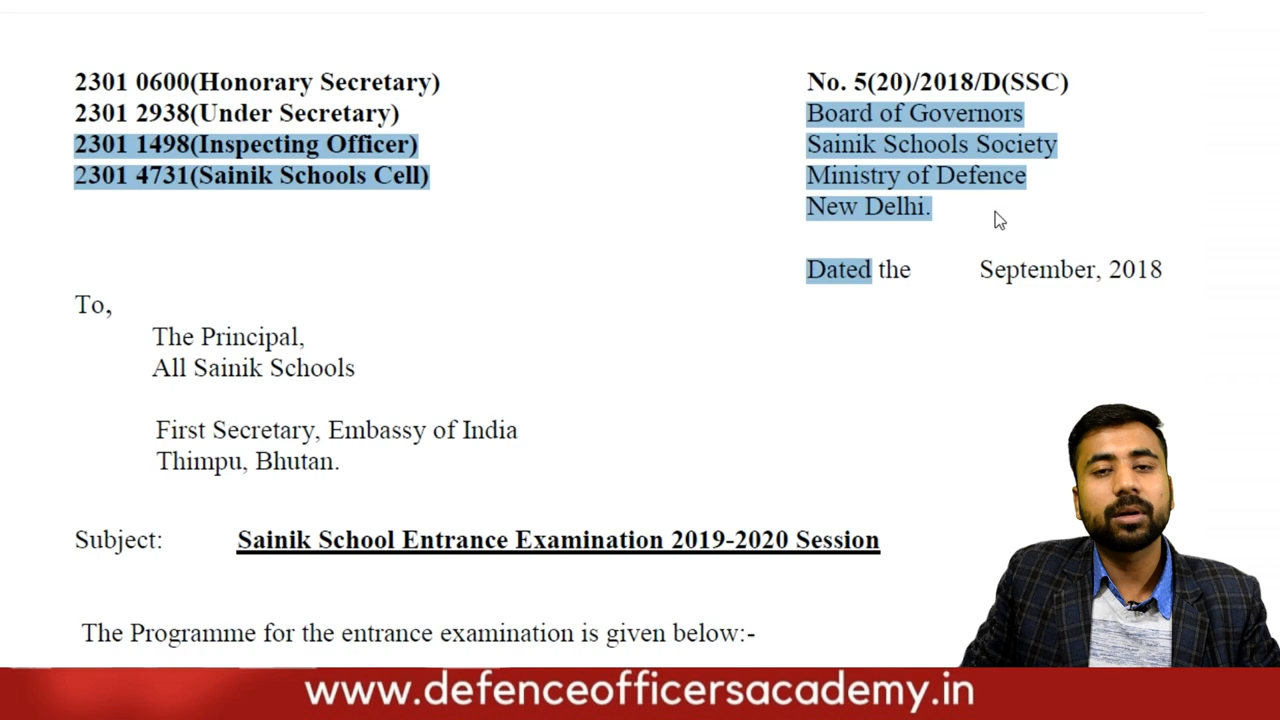 2301 0600(Honorary Secretary)
2301 2938(Under Secretary)
2301 1498(Inspecting Officer)
2301 4731(Sainik Schools Cell)
No. 5(20)/2018/D(SSC)
Board of Governors
Sainik Schools Society
Ministry of Defence
New Delhi.
Dated the September, 2018
To,
The Principal,
All Sainik Schools
First Secretary, Embassy of India
Thimpu, Bhutan.
Subject: Sainik School Entrance Examination 2019-2020 Session
The Programme for the entrance examination is given below:-
www.defenceofficersacademy.in